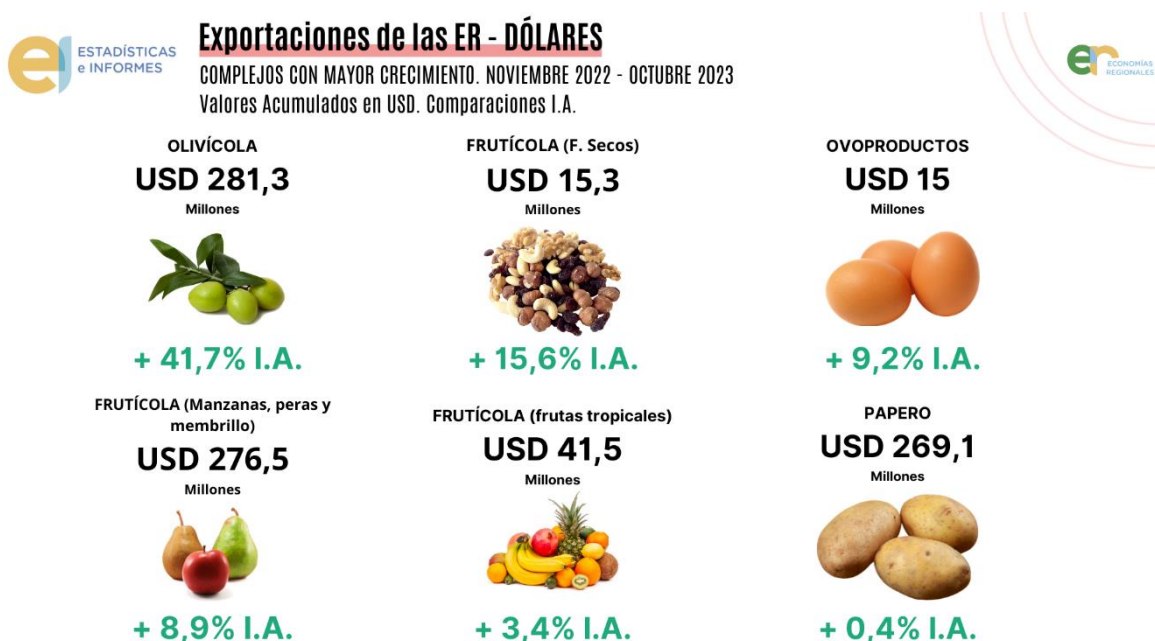 ESTADÍSTICAS
e INFORMES
Exportaciones de las ER - DÓLARES
COMPLEJOS CON MAYOR CRECIMIENTO. NOVIEMBRE 2022 - OCTUBRE 2023
Valores Acumulados en USD. Comparaciones I.A.
er ECONOMÍAS
REGIONALES
OLIVÍCOLA
USD 281,3
Millones
+ 41,7% I.A.
FRUTÍCOLA (F. Secos)
USD 15,3
Millones
+ 15,6% I.A.
OVOPRODUCTOS
USD 15
Millones
+ 9,2% I.A.
FRUTÍCOLA (Manzanas, peras y
membrillo)
USD 276,5
Millones
+ 8,9% I.A.
FRUTÍCOLA (frutas tropicales)
USD 41,5
Millones
+ 3,4% I.A.
PAPERO
USD 269,1
Millones
+ 0,4% I.A.